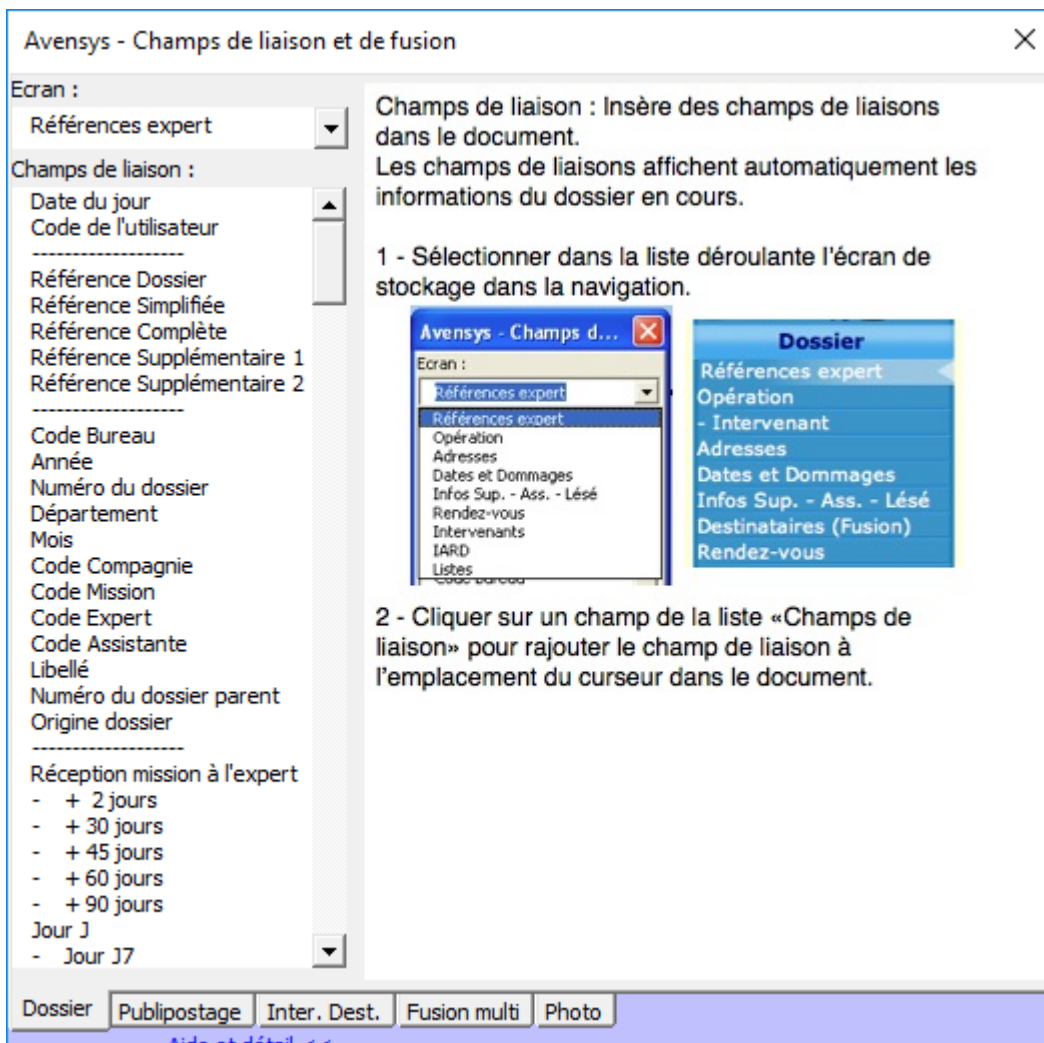 Avensys - Champs de liaison et de fusion
Ecran :
Références expert
Champs de liaison :
Date du jour
Code de l'utilisateur
-------------------
Référence Dossier
Référence Simplifiée
Référence Complète
Référence Supplémentaire 1
Référence Supplémentaire 2
-------------------
Code Bureau
Année
Numéro du dossier
Département
Mois
Code Compagnie
Code Mission
Code Expert
Code Assistante
Libellé
Numéro du dossier parent
Origine dossier
-------------------
Réception mission à l'expert
- + 2 jours
- + 30 jours
- + 45 jours
- + 60 jours
- + 90 jours
Jour J
- Jour J7
Champs de liaison : Insère des champs de liaisons
dans le document.
Les champs de liaisons affichent automatiquement les
informations du dossier en cours.
1 - Sélectionner dans la liste déroulante l'écran de
stockage dans la navigation.
Avensys - Champs d...
Ecran :
Références expert
Références expert
Opération
Adresses
Dates et Dommages
Infos Sup. - Ass. - Lésé
Rendez-vous
Intervenants
IARD
Listes
Code Bureau
Dossier
Références expert
Opération
- Intervenant
Adresses
Dates et Dommages
Infos Sup. - Ass. - Lésé
Destinataires (Fusion)
Rendez-vous
2 - Cliquer sur un champ de la liste «Champs de
liaison» pour rajouter le champ de liaison à
l'emplacement du curseur dans le document.
Dossier
Publipostage
Inter. Dest.
Fusion multi
Photo
Aide et détail <<